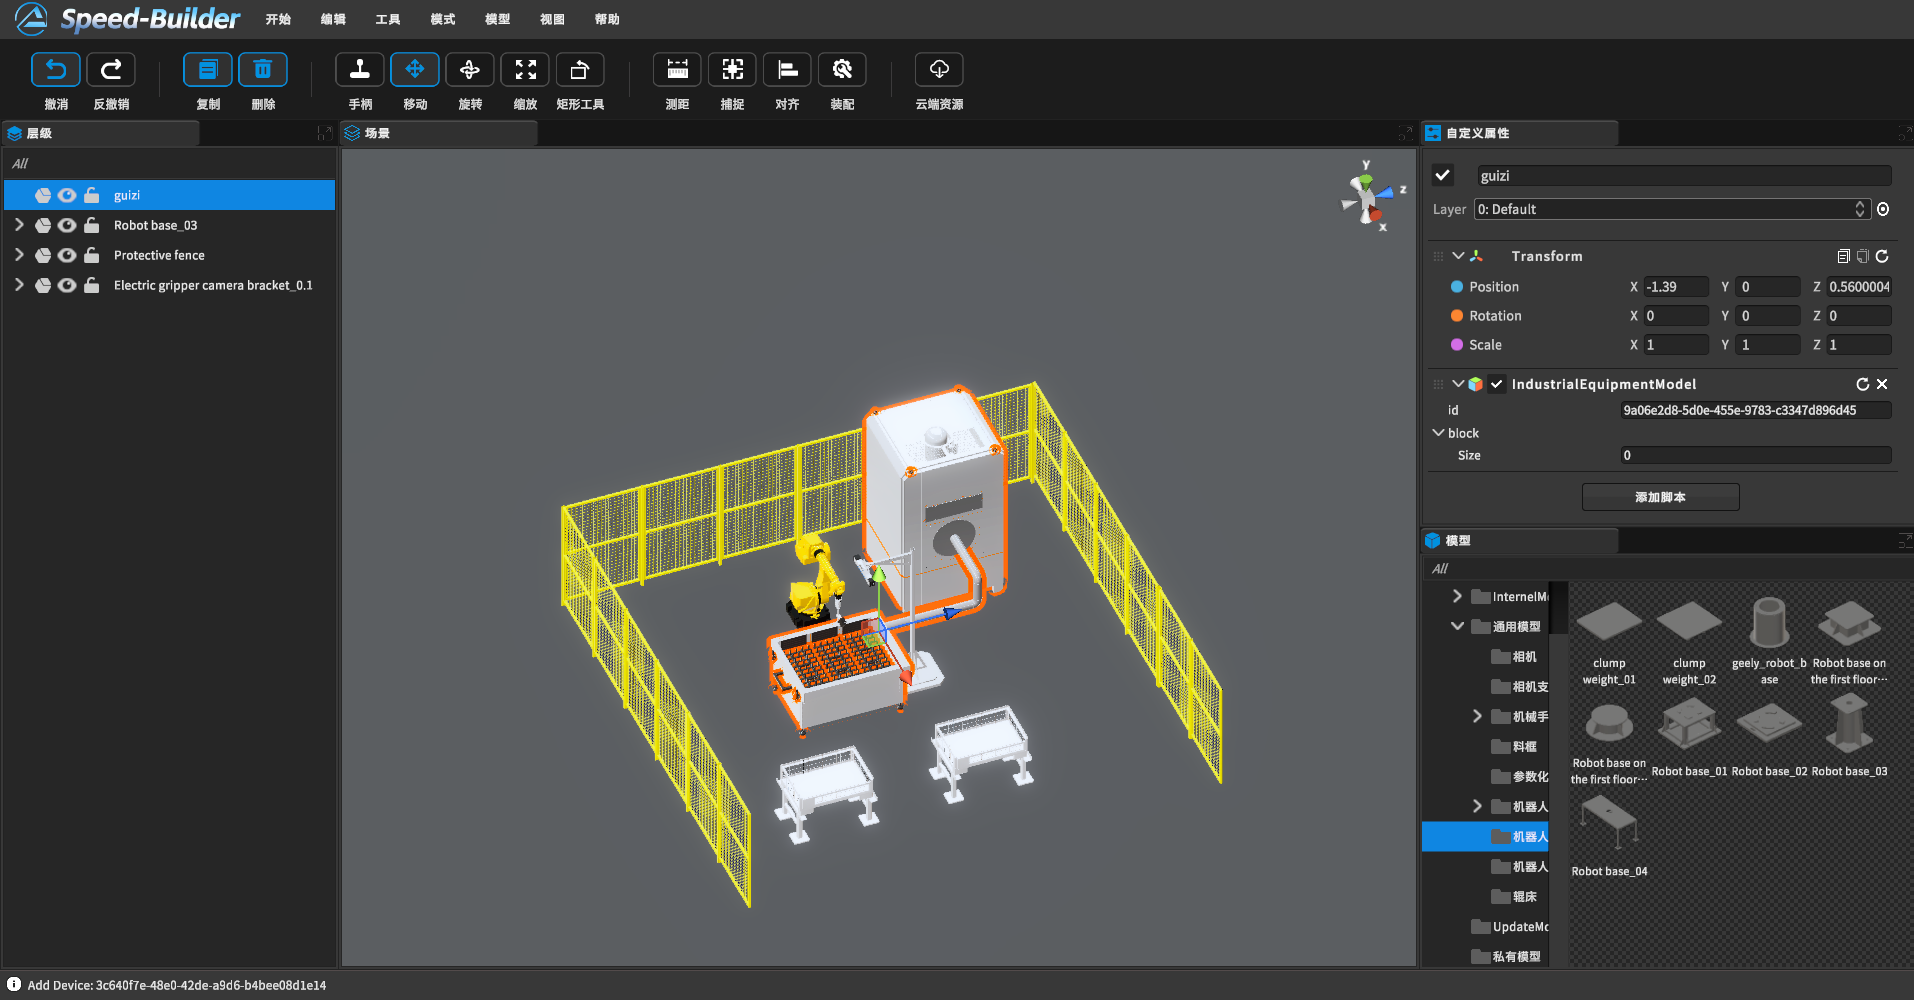 Speed-Builder 开始 编辑 工具 模式 模型 视图 帮助
撤消 反撤销 复制 删除 手柄 移动 旋转 缩放 矩形工具 测距 捕捉 对齐 装配 云端资源
层级
All
guizi
Robot base_03
Protective fence
Electric gripper camera bracket_0.1
场景
Y
Z
X
自定义属性
guizi
Layer 0: Default
Transform
Position X -1.39 Y 0 Z 0.5600004
Rotation X 0 Y 0 Z 0
Scale X 1 Y 1 Z 1
IndustrialEquipmentModel
id 9a06e2d8-5d0e-455e-9783-c3347d896d45
block
Size 0
添加脚本
模型
All
InternelMo
通用模型
相机
相机支
机械手
料框
参数化
机器人
机器人
机器人
辊床
UpdateMo
私有模型
clump
weight_01
clump
weight_02
geely_robot_b
ase
Robot base on
the first floor…
Robot base on
the first floor…
Robot base_01
Robot base_02
Robot base_03
Robot base_04
Add Device: 3c640f7e-48e0-42de-a9d6-b4bee08d1e14